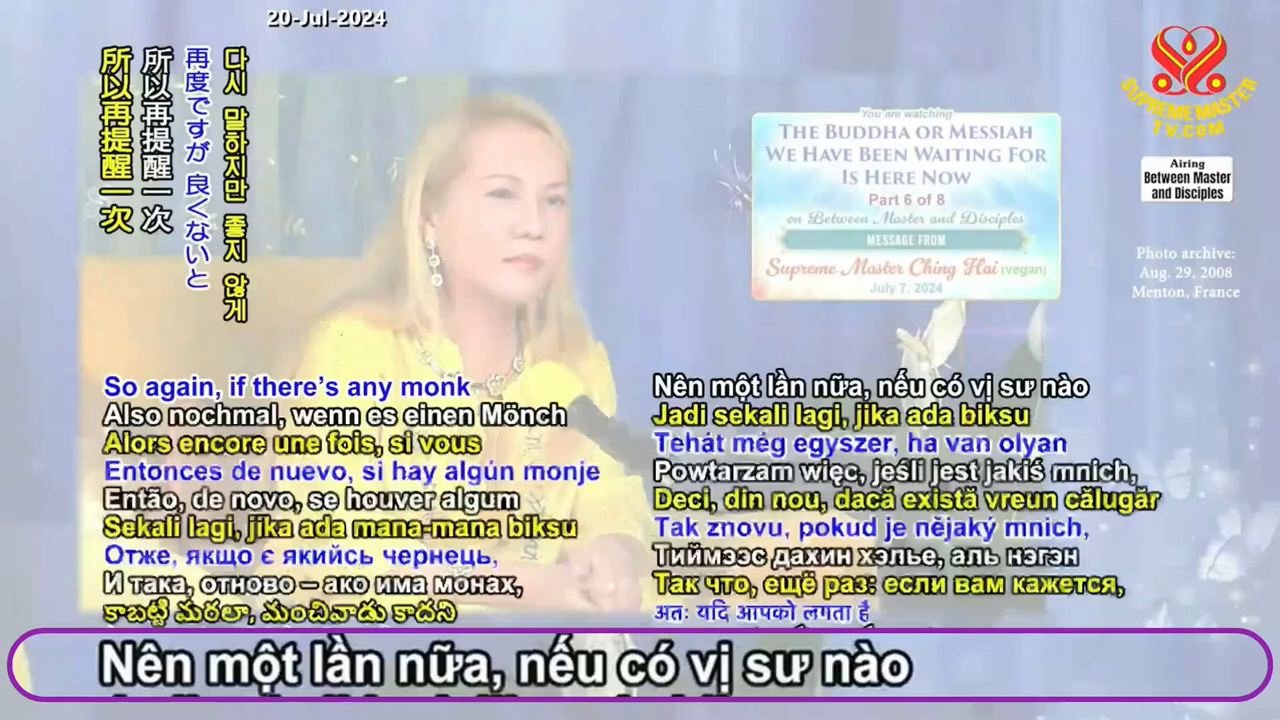 20-Jul-2024
다시 말하지만 좋지 않게
再度ですが 良くないと
所以再提醒一次
所以再提醒一次
SUPREME MASTER
TV.COM
Airing
Between Master
and Disciples
You are watching
THE BUDDHA OR MESSIAH
WE HAVE BEEN WAITING FOR
IS HERE NOW
Part 6 of 8
on Between Master and Disciples
MESSAGE FROM
Supreme Master Ching Hai (vegan)
July 7, 2024
Photo archive:
Aug. 29, 2008
Menton, France
So again, if there's any monk
Also nochmal, wenn es einen Mönch
Alors encore une fois, si vous
Entonces de nuevo, si hay algún monje
Então, de novo, se houver algum
Sekali lagi, jika ada mana-mana biksu
Отже, якщо є якийсь чернець,
И така, отново – ако има монах,
కాబట్టి మరలా, మంచివాడు కాదని
Nên một lần nữa, nếu có vị sư nào
Jadi sekali lagi, jika ada biksu
Tehát még egyszer, ha van olyan
Powtarzam więc, jeśli jest jakiś mnich,
Deci, din nou, dacă există vreun călugăr
Tak znovu, pokud je nějaký mnich,
Тиймээс дахин хэлье, аль нэгэн
Так что, ещё раз: если вам кажется,
अतः यदि आपको लगता है
Nên một lần nữa, nếu có vị sư nào